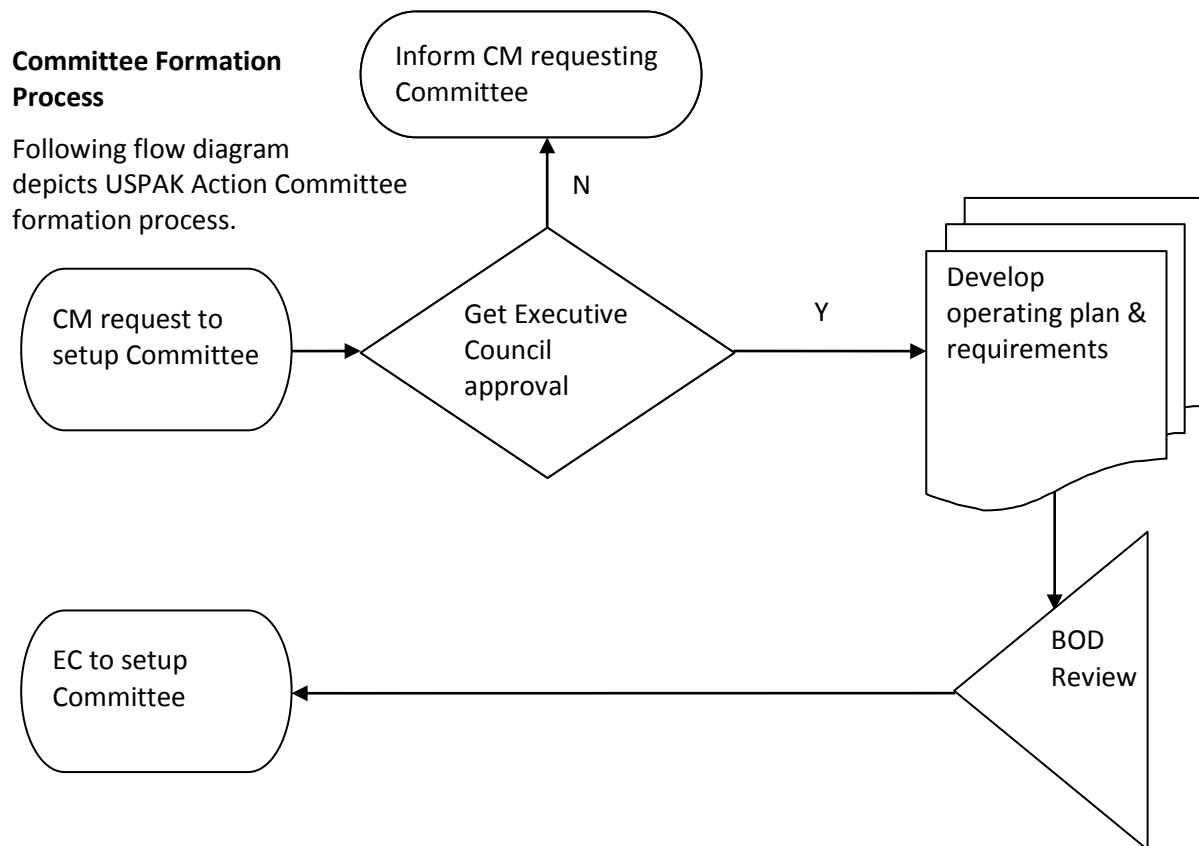 Committee Formation
Process
Following flow diagram
depicts USPAK Action Committee
formation process.
Inform CM requesting
Committee
N
CM request to
setup Committee
Get Executive
Council
approval
Y
Develop
operating plan &
requirements
BOD
Review
EC to setup
Committee